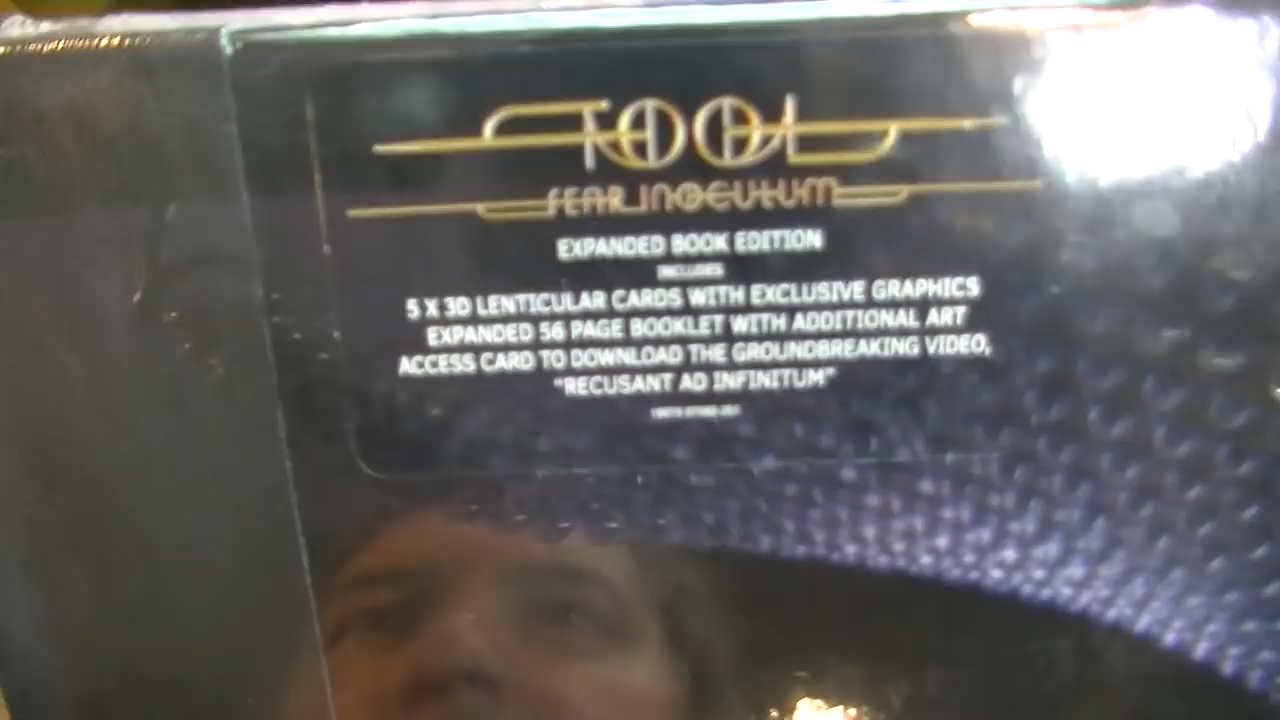 TOOL
FEAR INOCULUM
EXPANDED BOOK EDITION
INCLUDES
5 X 3D LENTICULAR CARDS WITH EXCLUSIVE GRAPHICS
EXPANDED 56 PAGE BOOKLET WITH ADDITIONAL ART
ACCESS CARD TO DOWNLOAD THE GROUNDBREAKING VIDEO,
"RECUSANT AD INFINITUM"